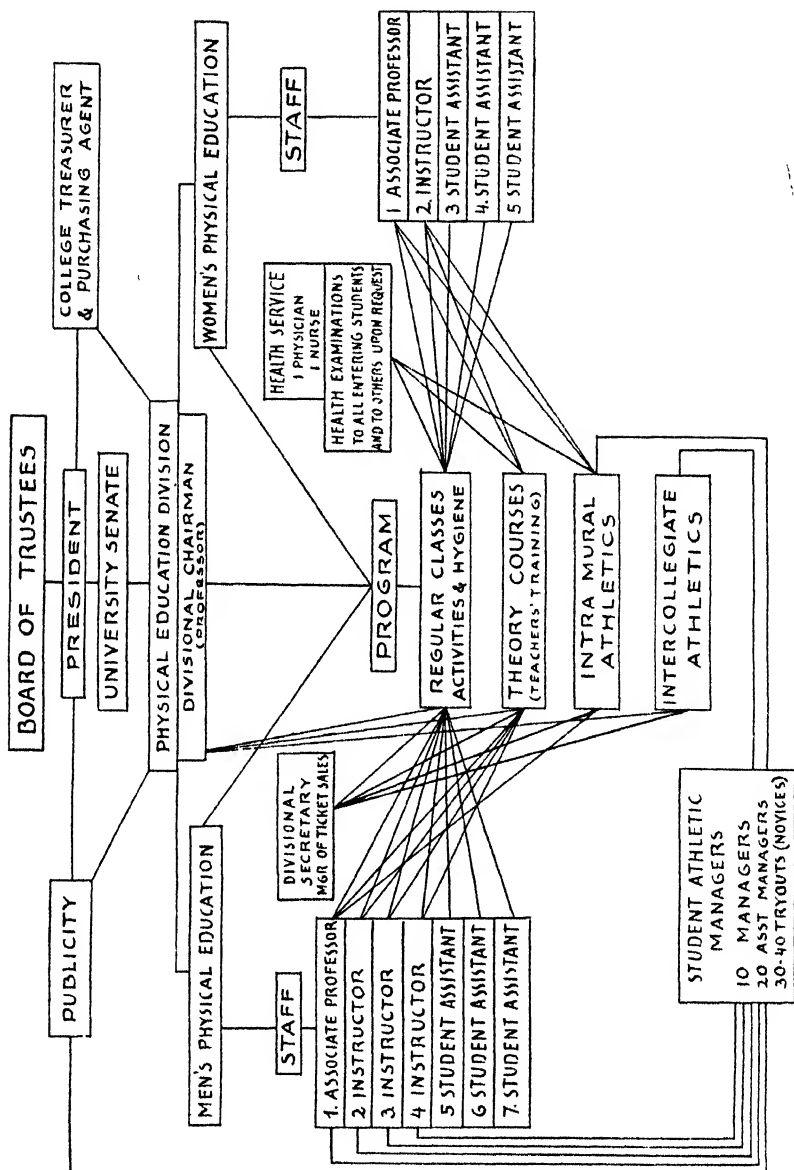 BOARD OF TRUSTEES
PUBLICITY
PRESIDENT
COLLEGE TREASURER
& PURCHASING AGENT
UNIVERSITY SENATE
PHYSICAL EDUCATION DIVISION
DIVISIONAL CHAIRMAN
(PROFESSOR)
MEN'S PHYSICAL EDUCATION
WOMEN'S PHYSICAL EDUCATION
STAFF
1. ASSOCIATE PROFESSOR
2 INSTRUCTOR
3 INSTRUCTOR
4 INSTRUCTOR
5 STUDENT ASSISTANT
6 STUDENT ASSISTANT
7. STUDENT ASSISTANT
DIVISIONAL
SECRETARY
MGR OF TICKET SALES
PROGRAM
REGULAR CLASSES
ACTIVITIES & HYGIENE
THEORY COURSES
(TEACHERS' TRAINING)
INTRA MURAL
ATHLETICS
INTERCOLLEGIATE
ATHLETICS
HEALTH SERVICE
1 PHYSICIAN
1 NURSE
HEALTH EXAMINATIONS
TO ALL ENTERING STUDENTS
AND TO OTHERS UPON REQUEST
STAFF
1 ASSOCIATE PROFESSOR
2. INSTRUCTOR
3 STUDENT ASSISTANT
4. STUDENT ASSISTANT
5 STUDENT ASSISTANT
STUDENT ATHLETIC
MANAGERS
10 MANAGERS
20 ASST MANAGERS
30-40 TRYOUTS (NOVICES)